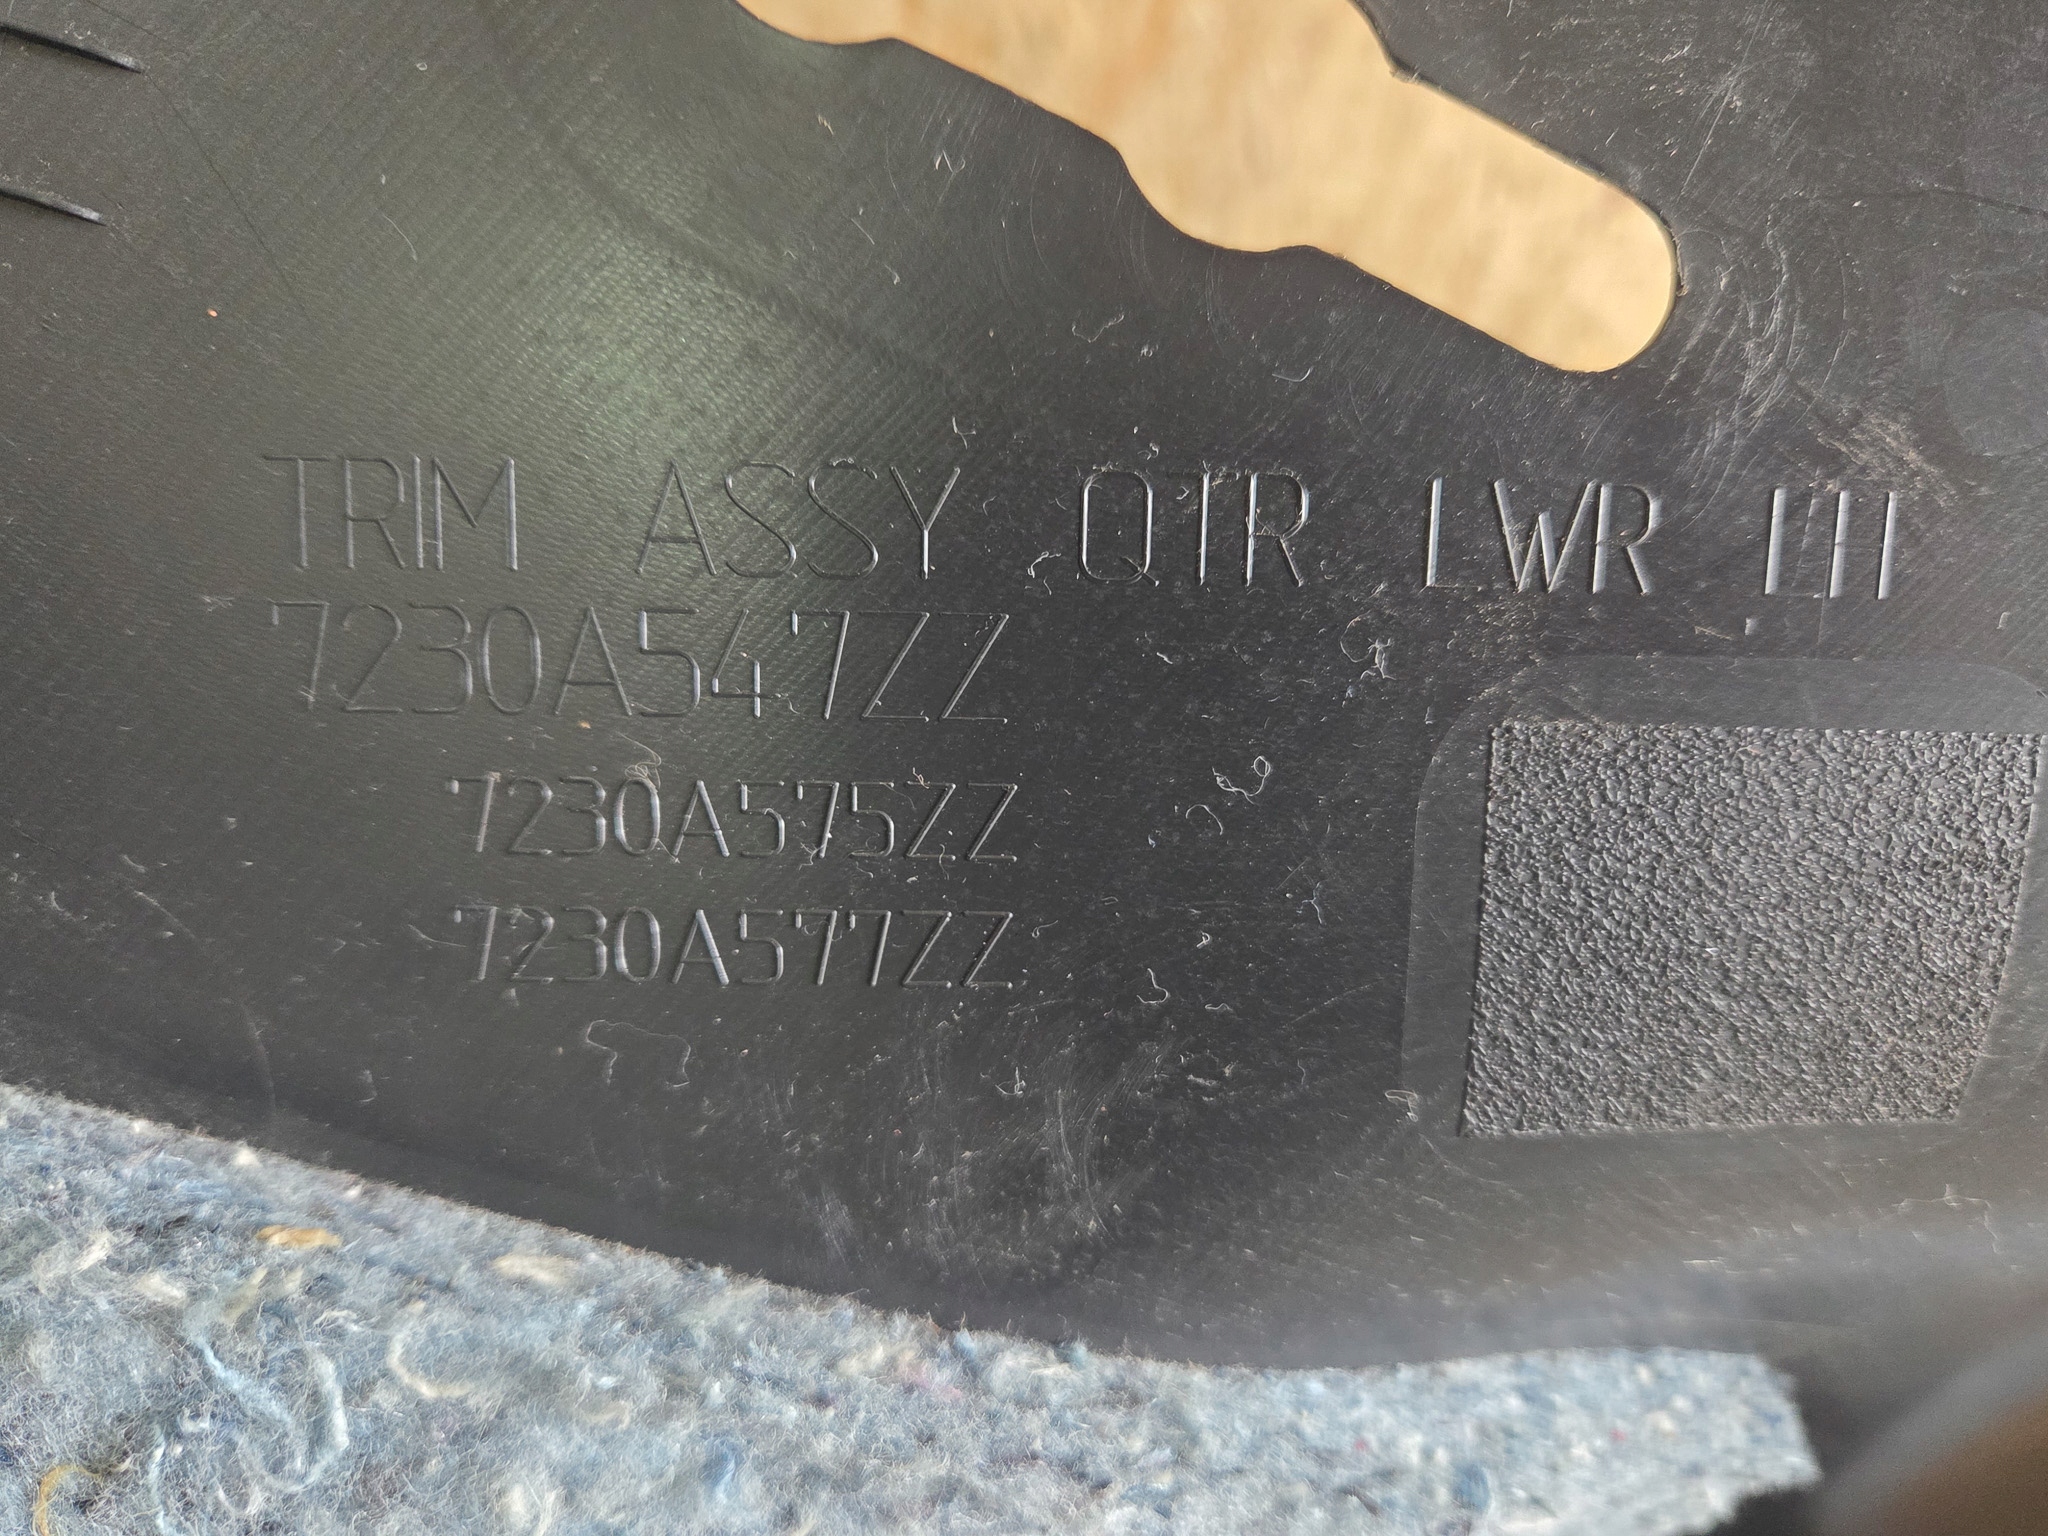 TRIM ASSY QTR LWR LH
7230A547ZZ
7230A575ZZ
7230A577ZZ